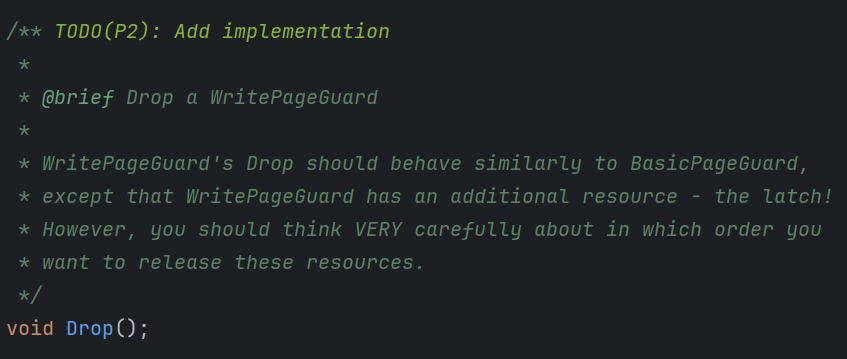 /** TODO(P2): Add implementation
 *
 * @brief Drop a WritePageGuard
 *
 * WritePageGuard's Drop should behave similarly to BasicPageGuard,
 * except that WritePageGuard has an additional resource - the latch!
 * However, you should think VERY carefully about in which order you
 * want to release these resources.
 */
void Drop();